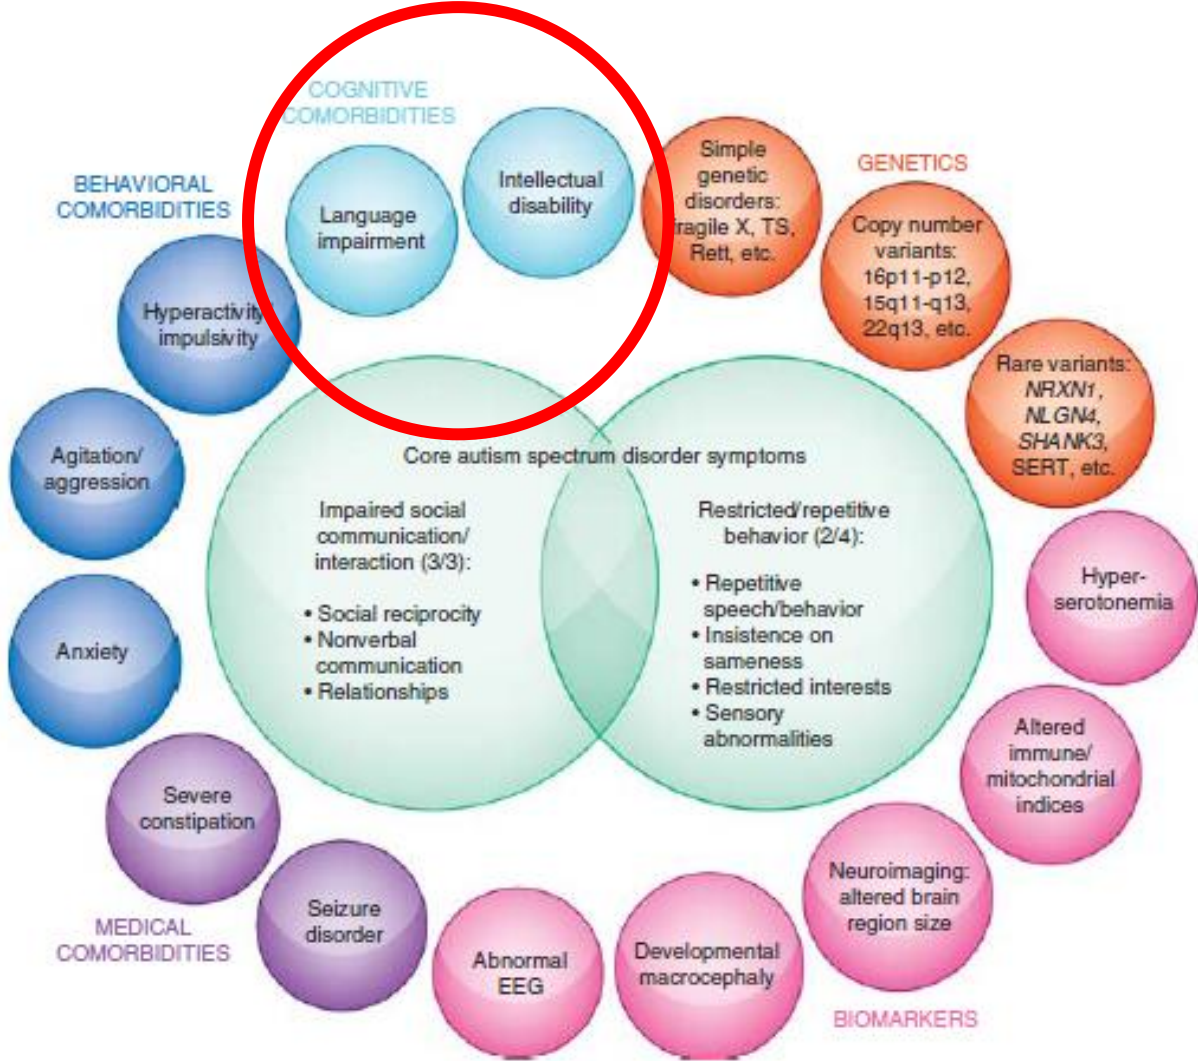 COGNITIVE
COMORBIDITIES
Language
impairment
Intellectual
disability
Simple
genetic
disorders:
fragile X, TS,
Rett, etc.
GENETICS
Copy number
variants:
16p11-p12,
15q11-q13,
22q13, etc.
Rare variants:
NRXN1,
NLGN4,
SHANK3,
SERT, etc.
BEHAVIORAL
COMORBIDITIES
Hyperactivity/
impulsivity
Agitation/
aggression
Anxiety
Core autism spectrum disorder symptoms
Impaired social
communication/
interaction (3/3):
• Social reciprocity
• Nonverbal
communication
• Relationships
Restricted/repetitive
behavior (2/4):
• Repetitive
speech/behavior
• Insistence on
sameness
• Restricted interests
• Sensory
abnormalities
Hyper-
serotonemia
Altered
immune/
mitochondrial
indices
Neuroimaging:
altered brain
region size
Developmental
macrocephaly
Abnormal
EEG
BIOMARKERS
Severe
constipation
Seizure
disorder
MEDICAL
COMORBIDITIES